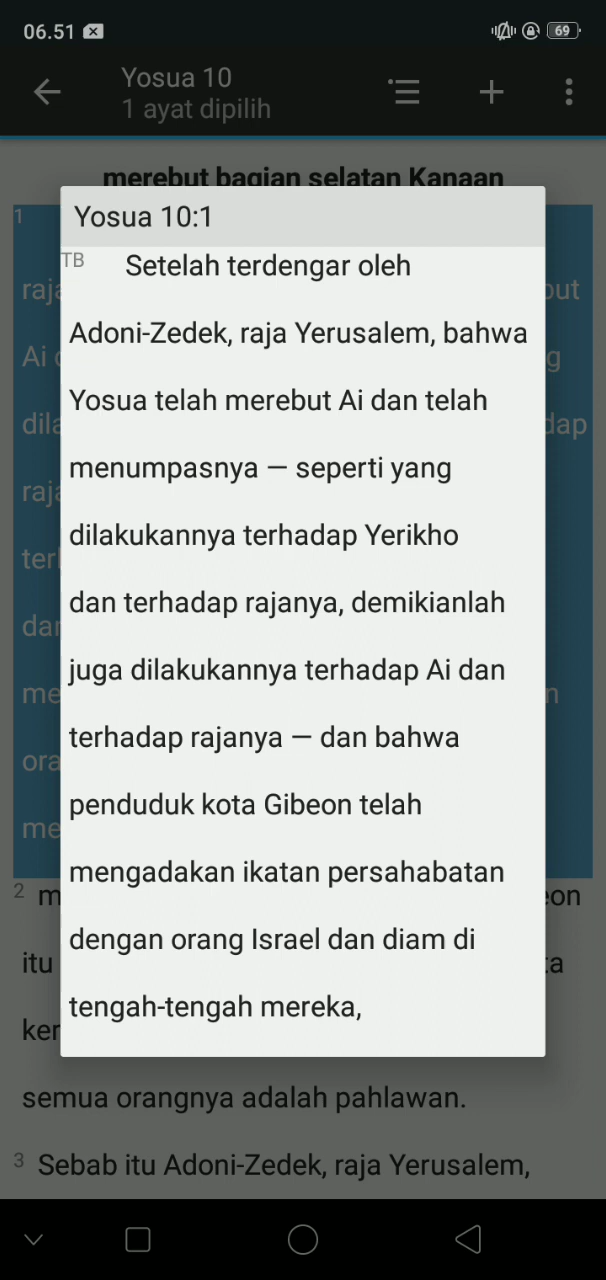 06.51
69
Yosua 10
1 ayat dipilih
merebut bagian selatan Kanaan
Yosua 10:1
1
TB Setelah terdengar oleh
Adoni-Zedek, raja Yerusalem, bahwa
Yosua telah merebut Ai dan telah
menumpasnya — seperti yang
dilakukannya terhadap Yerikho
dan terhadap rajanya, demikianlah
juga dilakukannya terhadap Ai dan
terhadap rajanya — dan bahwa
penduduk kota Gibeon telah
mengadakan ikatan persahabatan
dengan orang Israel dan diam di
tengah-tengah mereka,
2
itu
semua orangnya adalah pahlawan.
3 Sebab itu Adoni-Zedek, raja Yerusalem,